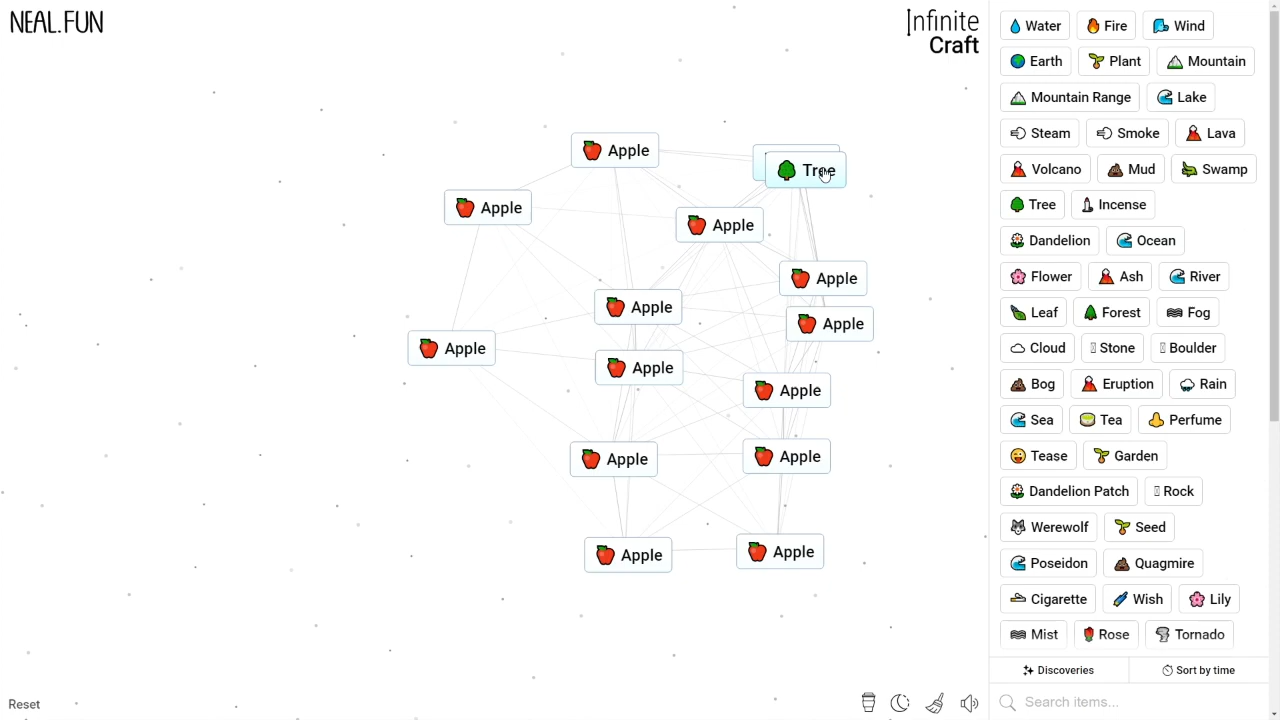 NEAL.FUN
Infinite
Craft
Apple
Tree
Apple
Apple
Apple
Apple
Apple
Apple
Apple
Apple
Apple
Apple
Apple
Apple
Water
Fire
Wind
Earth
Plant
Mountain
Mountain Range
Lake
Steam
Smoke
Lava
Volcano
Mud
Swamp
Tree
Incense
Dandelion
Ocean
Flower
Ash
River
Leaf
Forest
Fog
Cloud
Stone
Boulder
Bog
Eruption
Rain
Sea
Tea
Perfume
Tease
Garden
Dandelion Patch
Rock
Werewolf
Seed
Poseidon
Quagmire
Cigarette
Wish
Lily
Mist
Rose
Tornado
Discoveries
Sort by time
Search items...
Reset